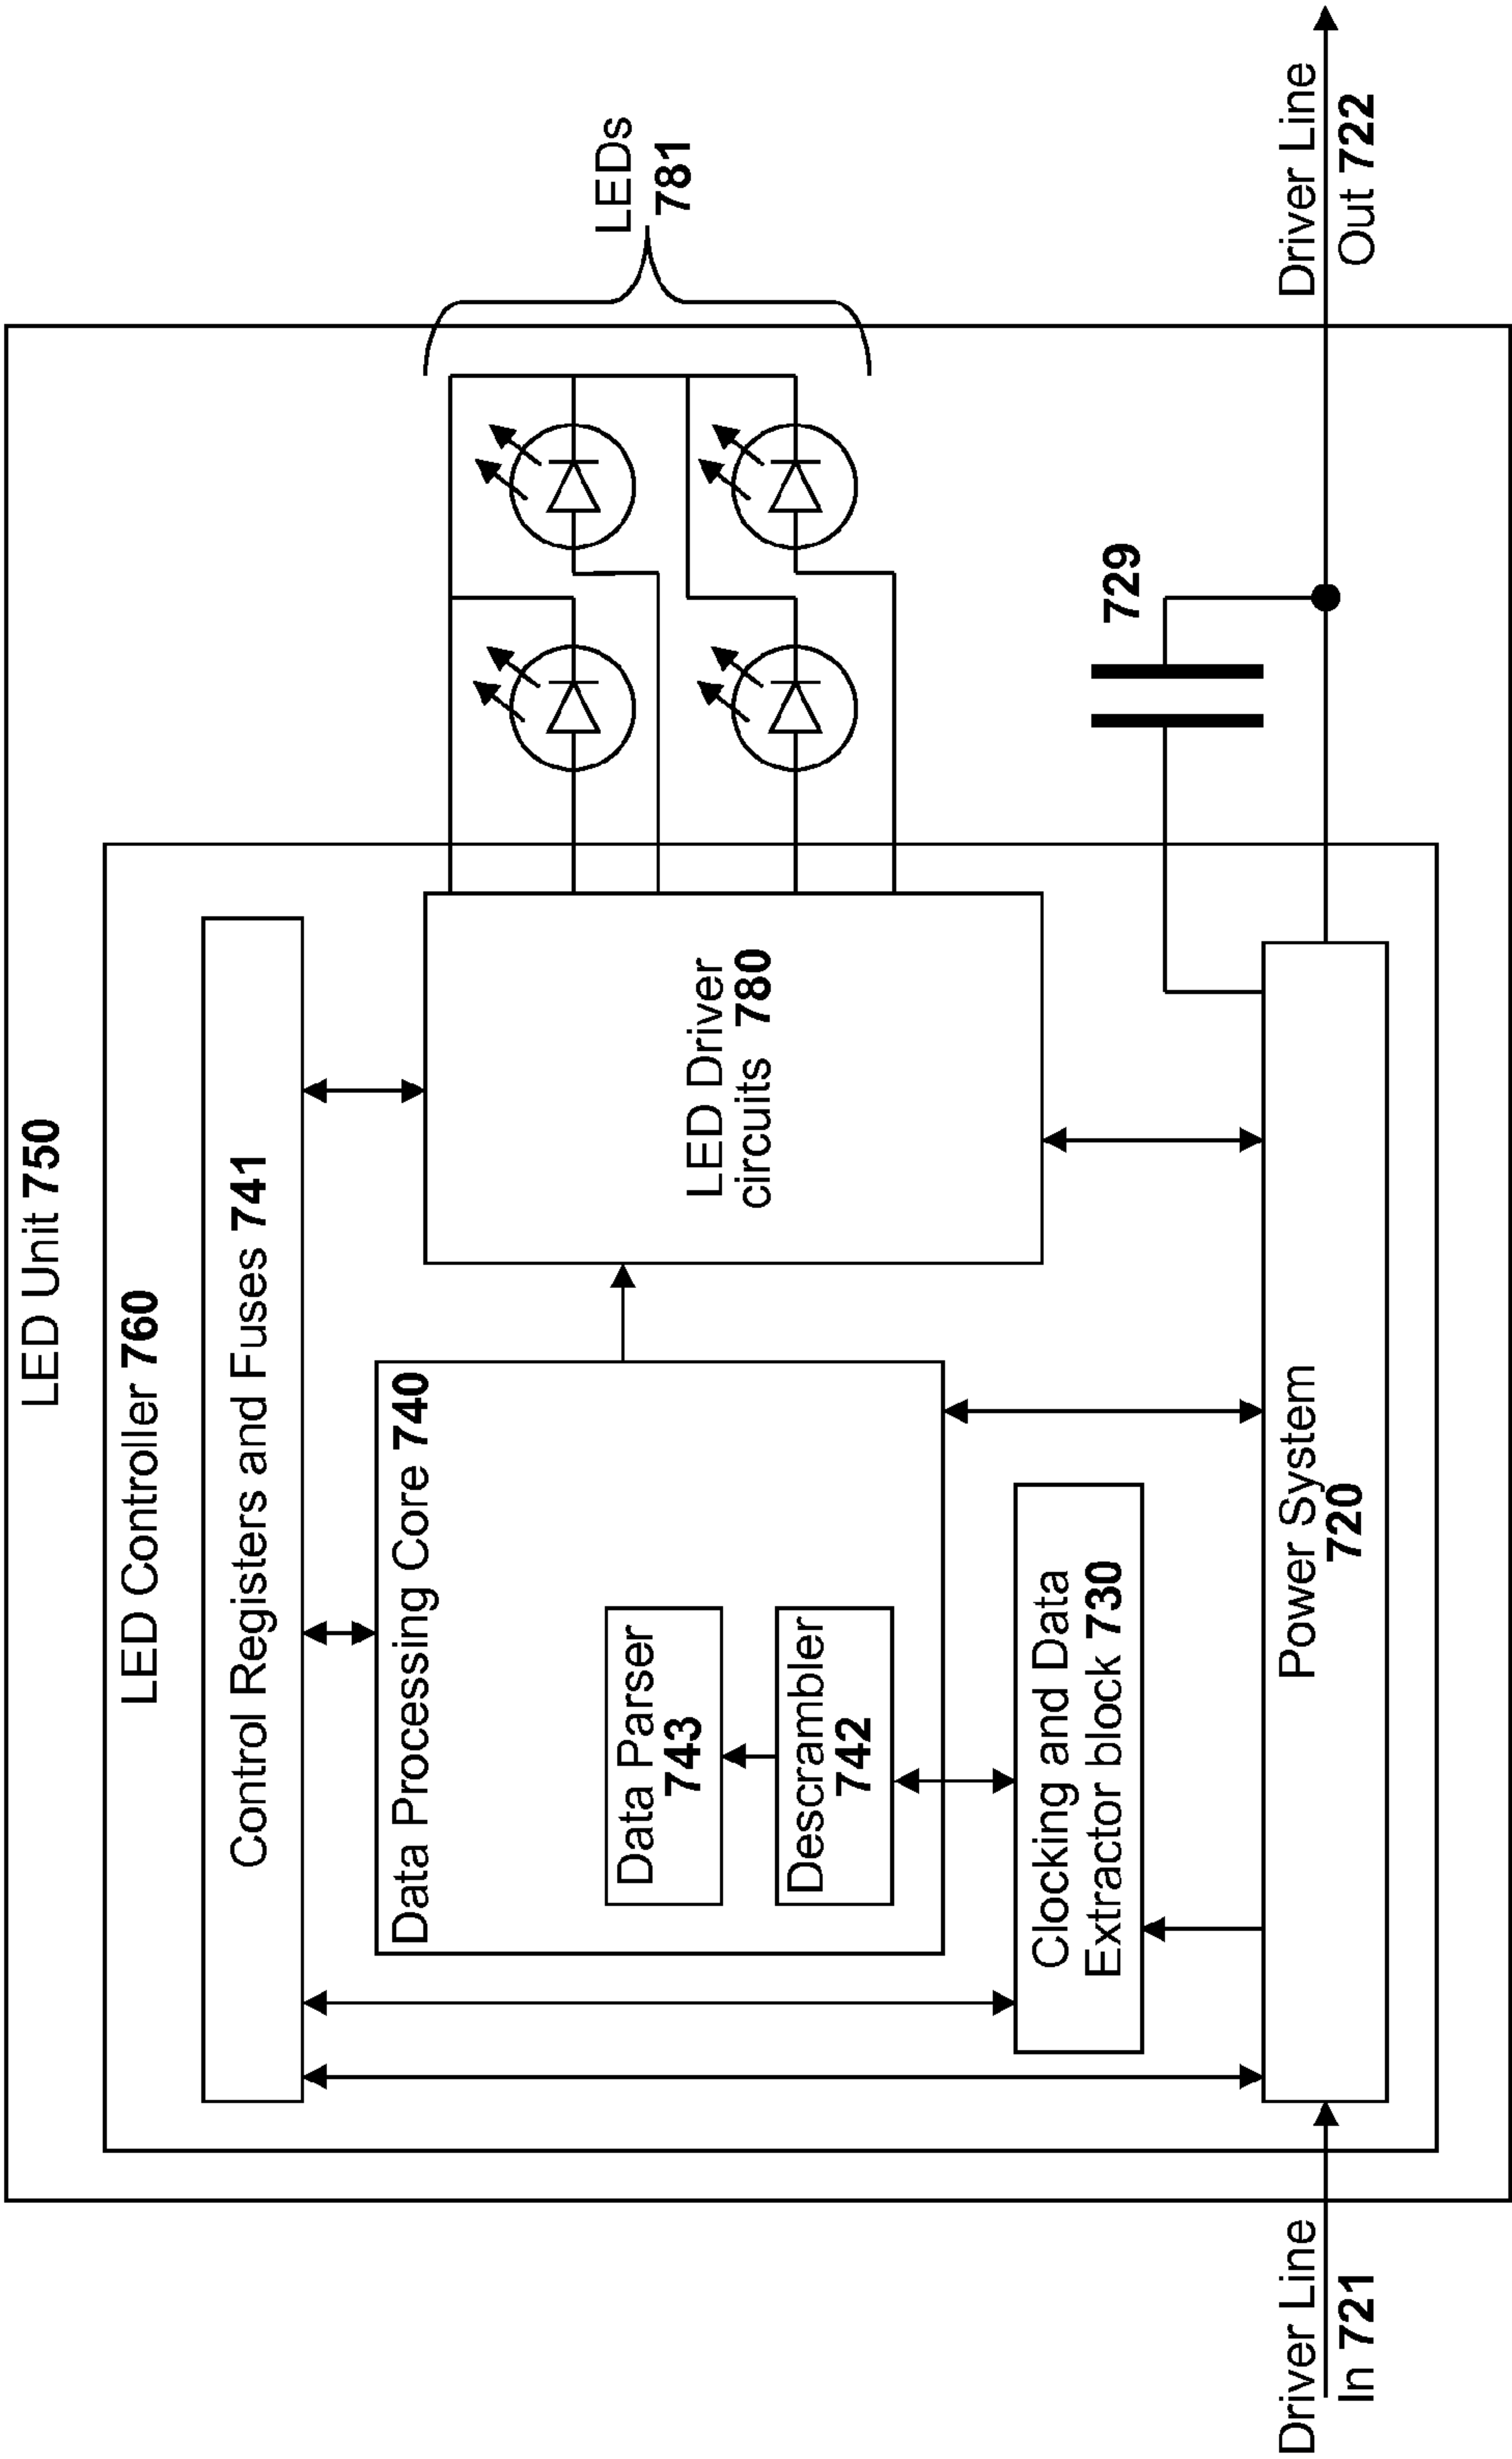 LED Unit 750
LED Controller 760
Control Registers and Fuses 741
Data Processing Core 740
Data Parser
743
Descrambler
742
Clocking and Data
Extractor block 730
LED Driver
circuits 780
LEDs
781
729
Power System
720
Driver Line
In 721
Driver Line
Out 722